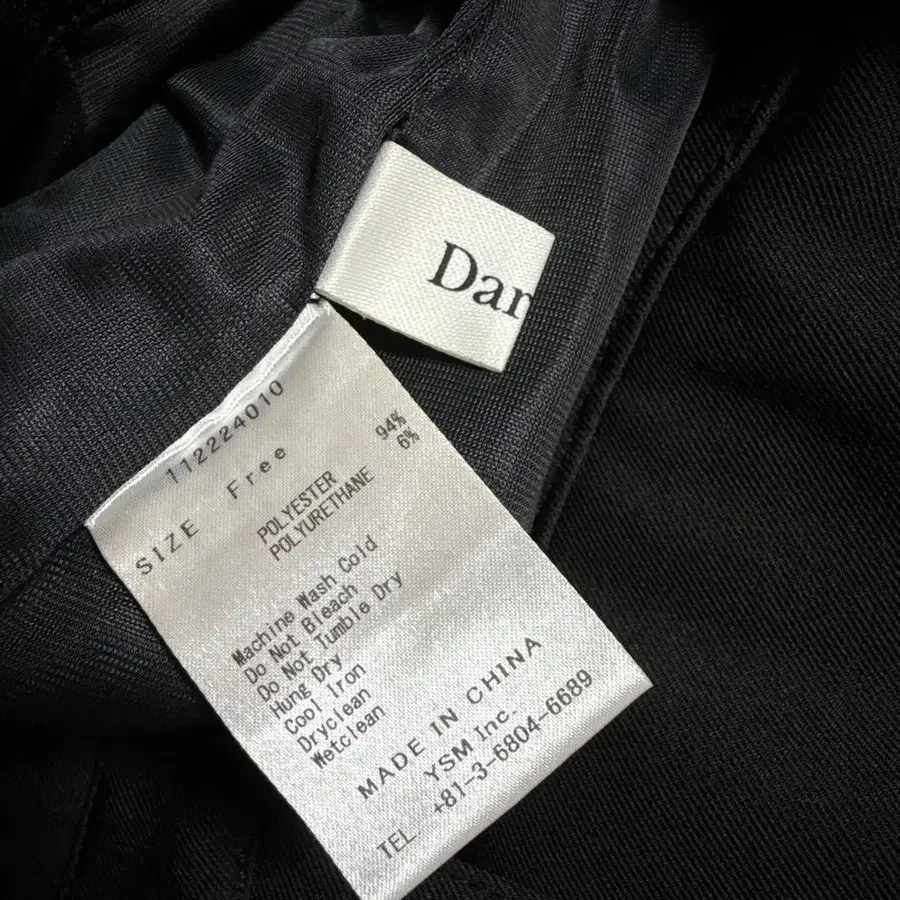 Dar
112224010
SIZE Free
POLYESTER 94%
POLYURETHANE 6%
Machine Wash Cold
Do Not Bleach
Do Not Tumble Dry
Hung Dry
Cool Iron
Dryclean
Wetclean
MADE IN CHINA
YSM Inc.
TEL +81-3-6804-6689